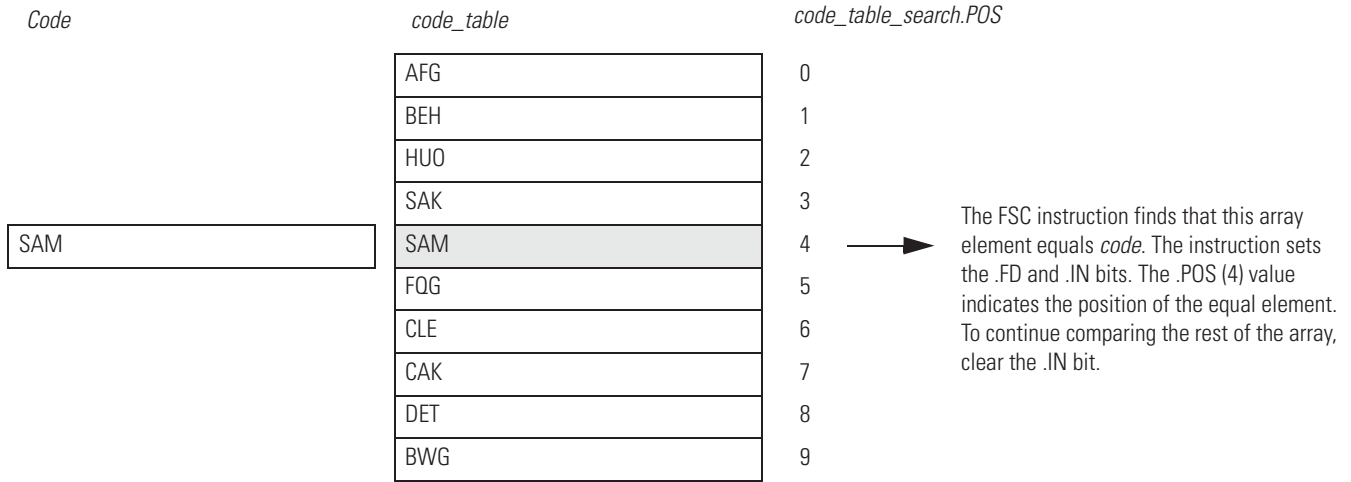 Code code_table code_table_search.POS
AFG 0
BEH 1
HUO 2
SAK 3
SAM SAM 4
FQG 5
CLE 6
CAK 7
DET 8
BWG 9
The FSC instruction finds that this array
element equals code. The instruction sets
the .FD and .IN bits. The .POS (4) value
indicates the position of the equal element.
To continue comparing the rest of the array,
clear the .IN bit.